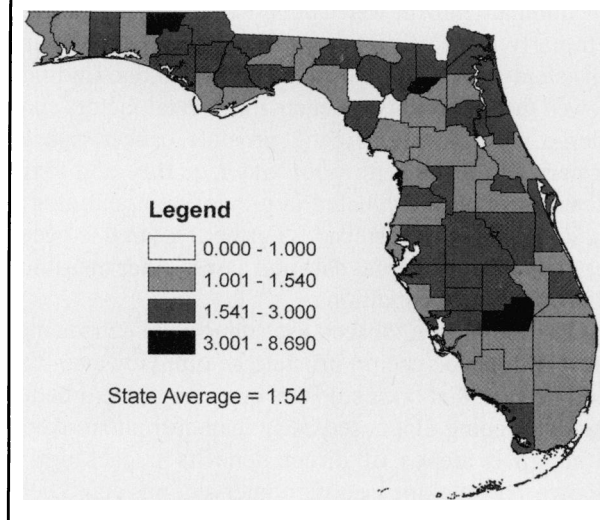 Legend
0.000 - 1.000
1.001 - 1.540
1.541 - 3.000
3.001 - 8.690
State Average = 1.54